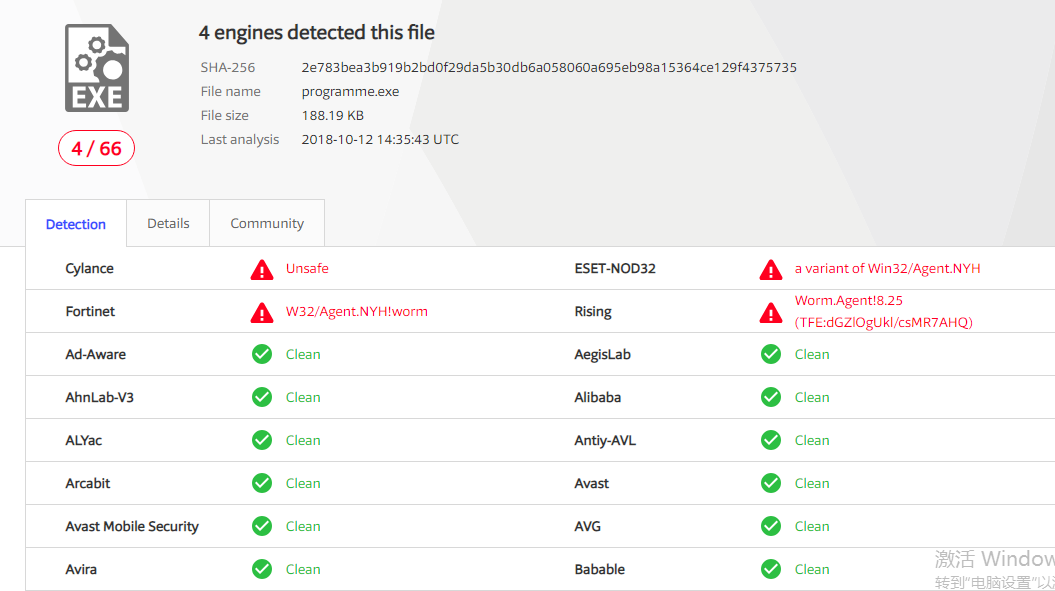 4 engines detected this file
EXE
SHA-256 2e783bea3b919b2bd0f29da5b30db6a058060a695eb98a15364ce129f4375735
File name programme.exe
File size 188.19 KB
Last analysis 2018-10-12 14:35:43 UTC
4 / 66
Detection Details Community
Cylance Unsafe ESET-NOD32 a variant of Win32/Agent.NYH
Fortinet W32/Agent.NYH!worm Rising Worm.Agent!8.25
(TFE:dGZlOgUkl/csMR7AHQ)
Ad-Aware Clean AegisLab Clean
AhnLab-V3 Clean Alibaba Clean
ALYac Clean Antiy-AVL Clean
Arcabit Clean Avast Clean
Avast Mobile Security Clean AVG Clean
Avira Clean Babable Clean
激活 Window
转到"电脑设置"以